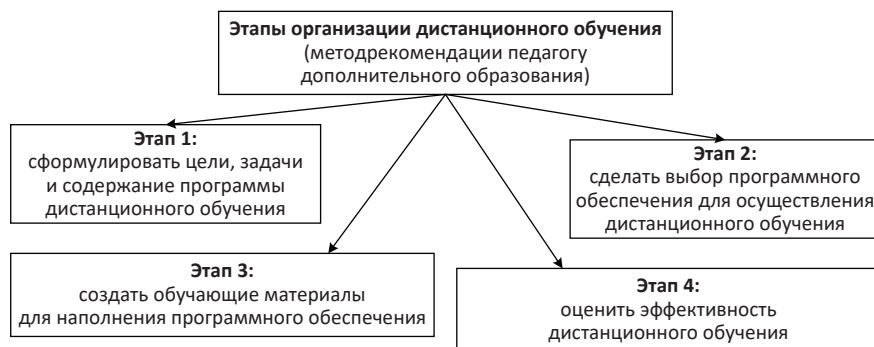 Этапы организации дистанционного обучения
(методрекомендации педагогу
дополнительного образования)
Этап 1:
сформулировать цели, задачи
и содержание программы
дистанционного обучения
Этап 2:
сделать выбор программного
обеспечения для осуществления
дистанционного обучения
Этап 3:
создать обучающие материалы
для наполнения программного обеспечения
Этап 4:
оценить эффективность
дистанционного обучения